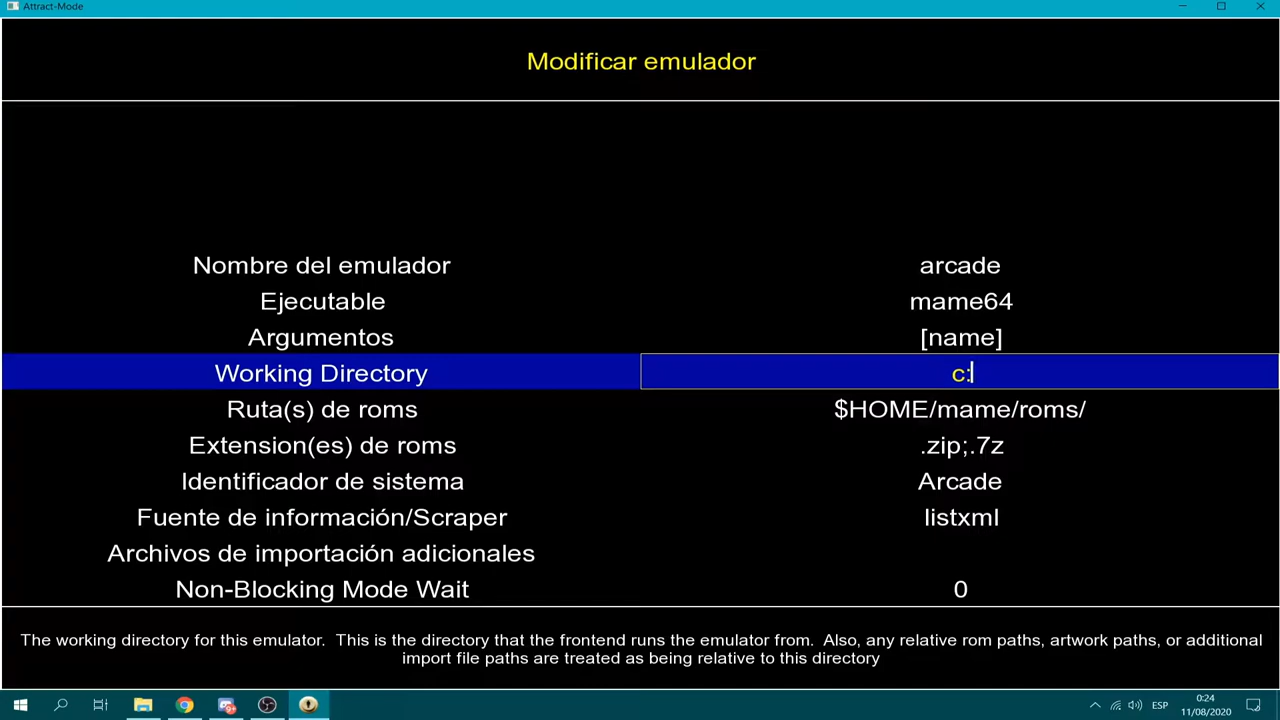 Attract-Mode
Modificar emulador
Nombre del emulador arcade
Ejecutable mame64
Argumentos [name]
Working Directory c:
Ruta(s) de roms $HOME/mame/roms/
Extension(es) de roms .zip;.7z
Identificador de sistema Arcade
Fuente de información/Scraper listxml
Archivos de importación adicionales
Non-Blocking Mode Wait 0
The working directory for this emulator. This is the directory that the frontend runs the emulator from. Also, any relative rom paths, artwork paths, or additional
import file paths are treated as being relative to this directory
ESP
0:24
11/08/2020